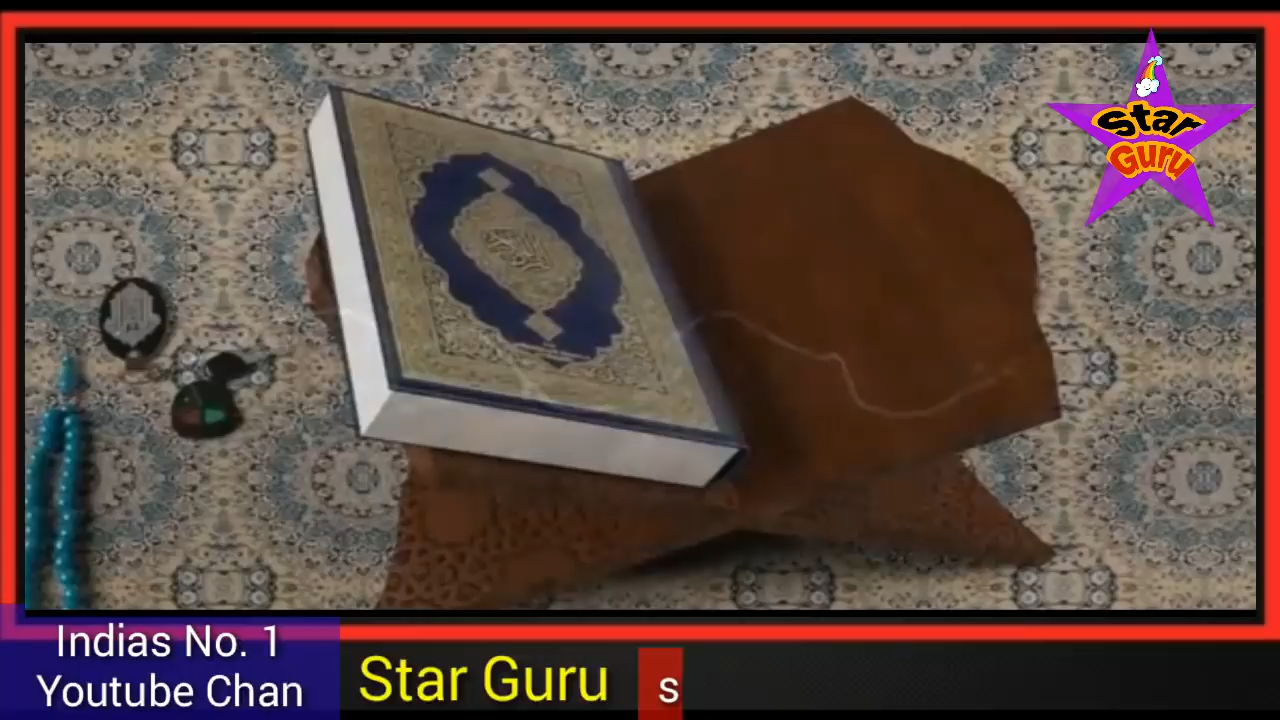 Star
Guru
Indias No. 1
Youtube Chan
Star Guru
s